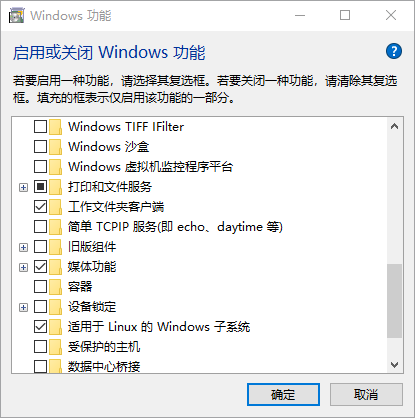 Windows 功能
启用或关闭 Windows 功能
若要启用一种功能，请选择其复选框。若要关闭一种功能，请清除其复选
框。填充的框表示仅启用该功能的一部分。
Windows TIFF IFilter
Windows 沙盒
Windows 虚拟机监控程序平台
打印和文件服务
工作文件夹客户端
简单 TCPIP 服务(即 echo、daytime 等)
旧版组件
媒体功能
容器
设备锁定
适用于 Linux 的 Windows 子系统
受保护的主机
数据中心桥接
确定
取消